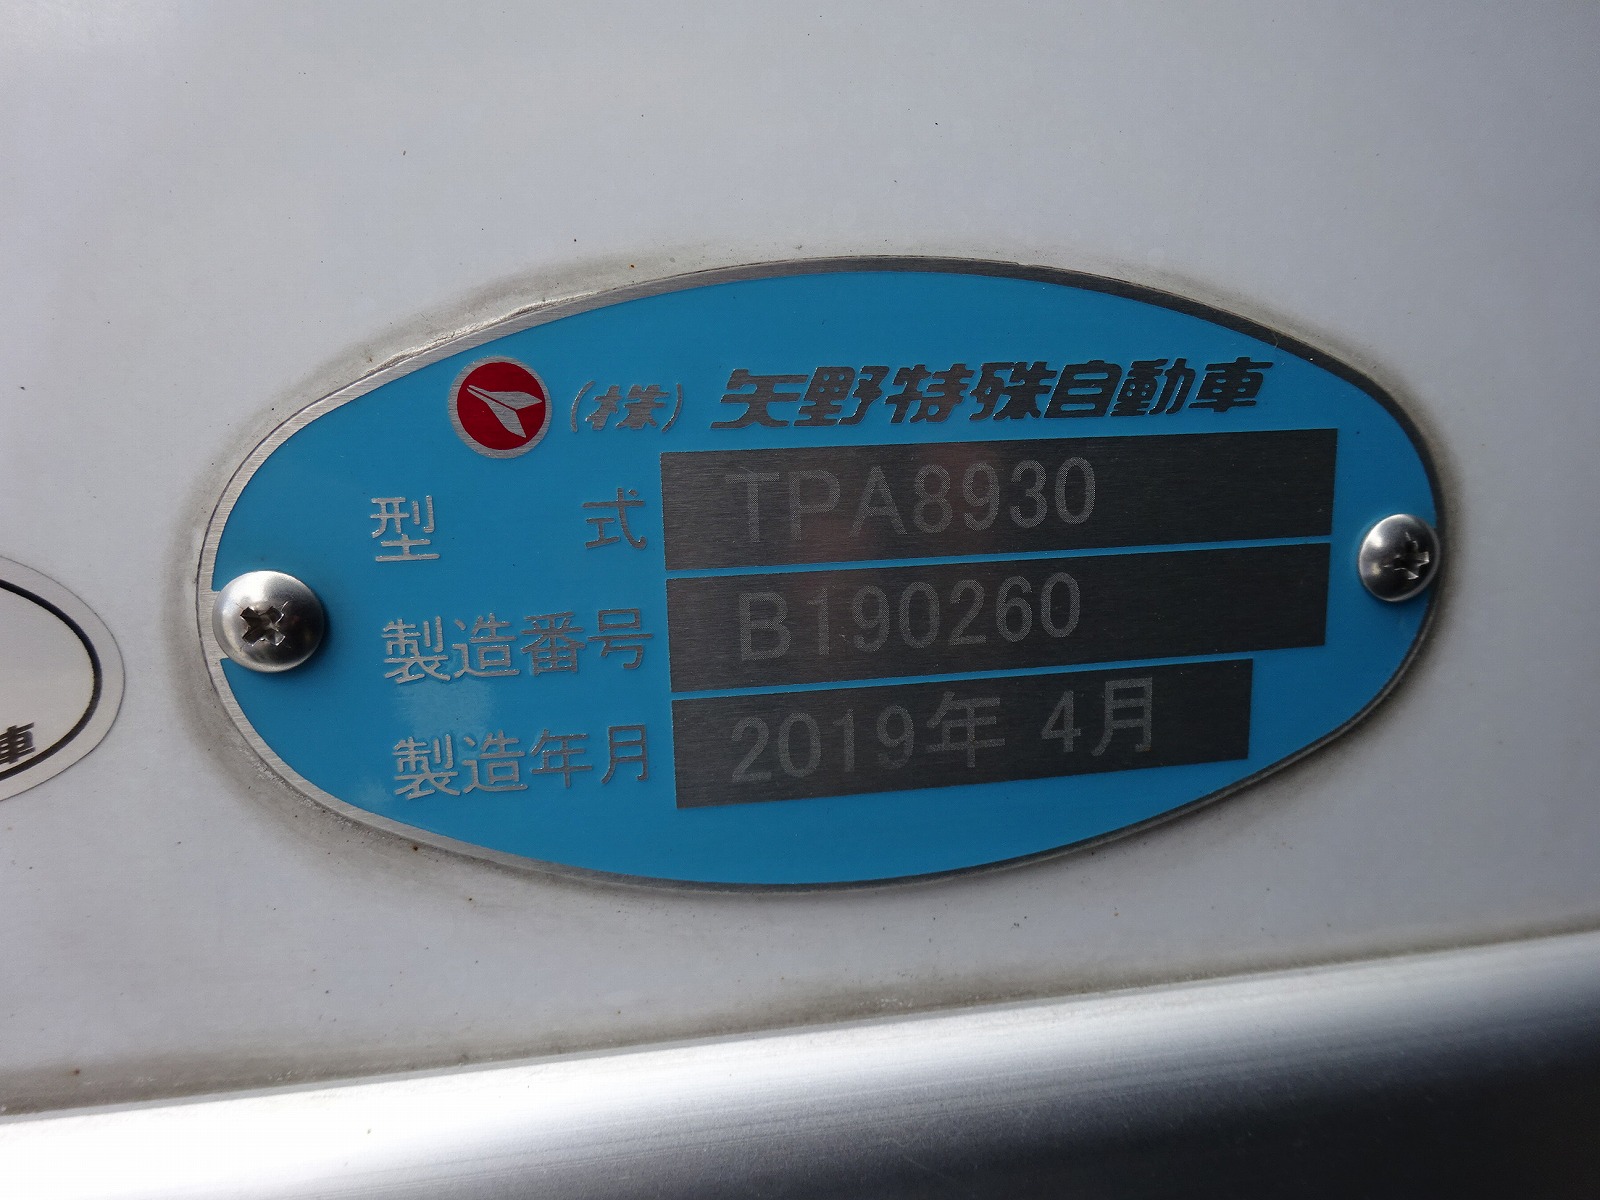 (株) 矢野特殊自動車
型 式 TPA8930
製造番号 B190260
製造年月 2019年 4月
車